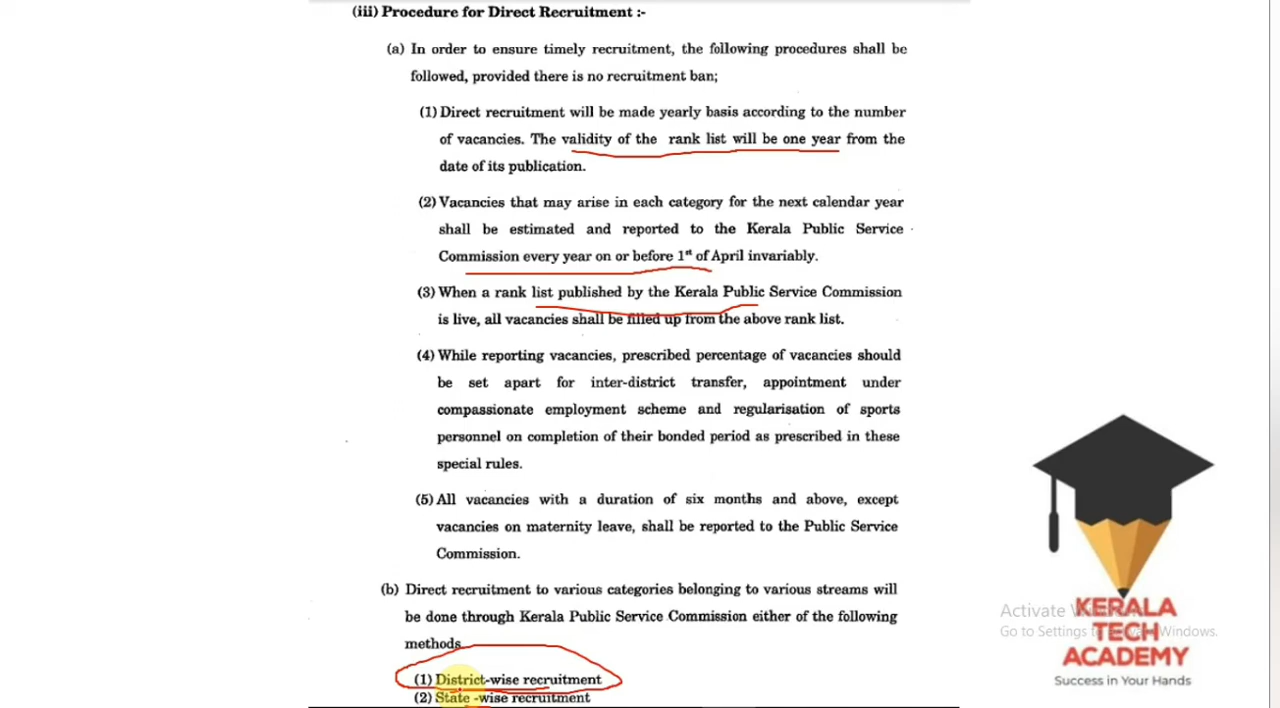 (iii) Procedure for Direct Recruitment :-
(a) In order to ensure timely recruitment, the following procedures shall be
followed, provided there is no recruitment ban;
(1) Direct recruitment will be made yearly basis according to the number
of vacancies. The validity of the rank list will be one year from the
date of its publication.
(2) Vacancies that may arise in each category for the next calendar year
shall be estimated and reported to the Kerala Public Service
Commission every year on or before 1st of April invariably.
(3) When a rank list published by the Kerala Public Service Commission
is live, all vacancies shall be filled up from the above rank list.
(4) While reporting vacancies, prescribed percentage of vacancies should
be set apart for inter-district transfer, appointment under
compassionate employment scheme and regularisation of sports
personnel on completion of their bonded period as prescribed in these
special rules.
(5) All vacancies with a duration of six months and above, except
vacancies on maternity leave, shall be reported to the Public Service
Commission.
(b) Direct recruitment to various categories belonging to various streams will
be done through Kerala Public Service Commission either of the following
methods
(1) District-wise recruitment
(2) State -wise recruitment
KERALA
TECH
ACADEMY
Success in Your Hands
Activate
Go to Settings Windows.